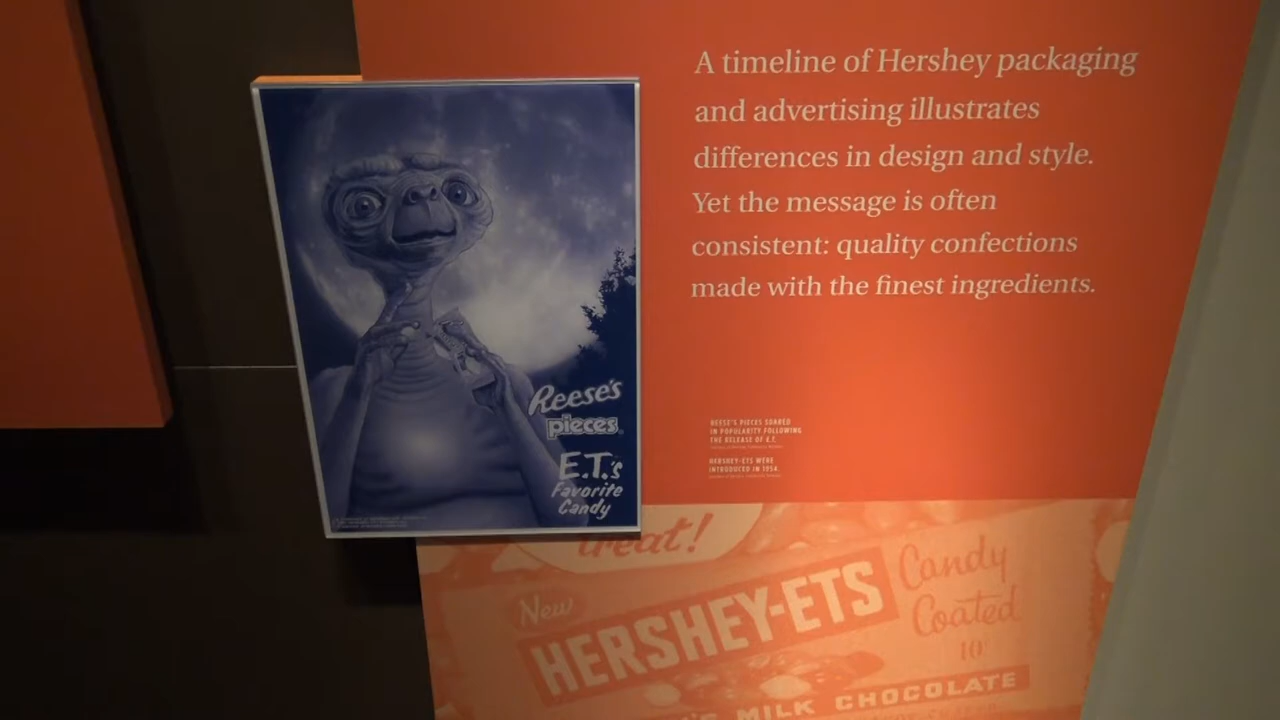 A timeline of Hershey packaging
and advertising illustrates
differences in design and style.
Yet the message is often
consistent: quality confections
made with the finest ingredients.
Reese's
pieces
E.T.'s
Favorite
Candy
REESE'S PIECES SOARED
IN POPULARITY FOLLOWING
THE RELEASE OF E.T.
HERSHEY-ETS WERE
INTRODUCED IN 1954.
treat!
New
HERSHEY-ETS
Candy
Coated
10¢
MILK CHOCOLATE